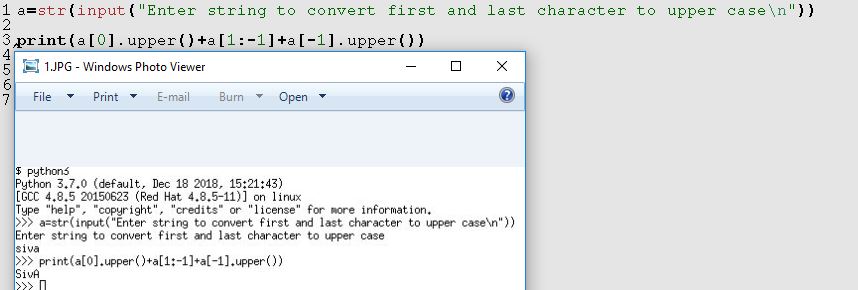 1 a=str(input("Enter string to convert first and last character to upper case\n"))
2
3 print(a[0].upper()+a[1:-1]+a[-1].upper())
4
5
6
7
1.JPG - Windows Photo Viewer
File Print E-mail Burn Open
$ python3
Python 3.7.0 (default, Dec 18 2018, 15:21:43)
[GCC 4.8.5 20150623 (Red Hat 4.8.5-11)] on linux
Type "help", "copyright", "credits" or "license" for more information.
>>> a=str(input("Enter string to convert first and last character to upper case\n"))
Enter string to convert first and last character to upper case
siva
>>> print(a[0].upper()+a[1:-1]+a[-1].upper())
SivA
>>>